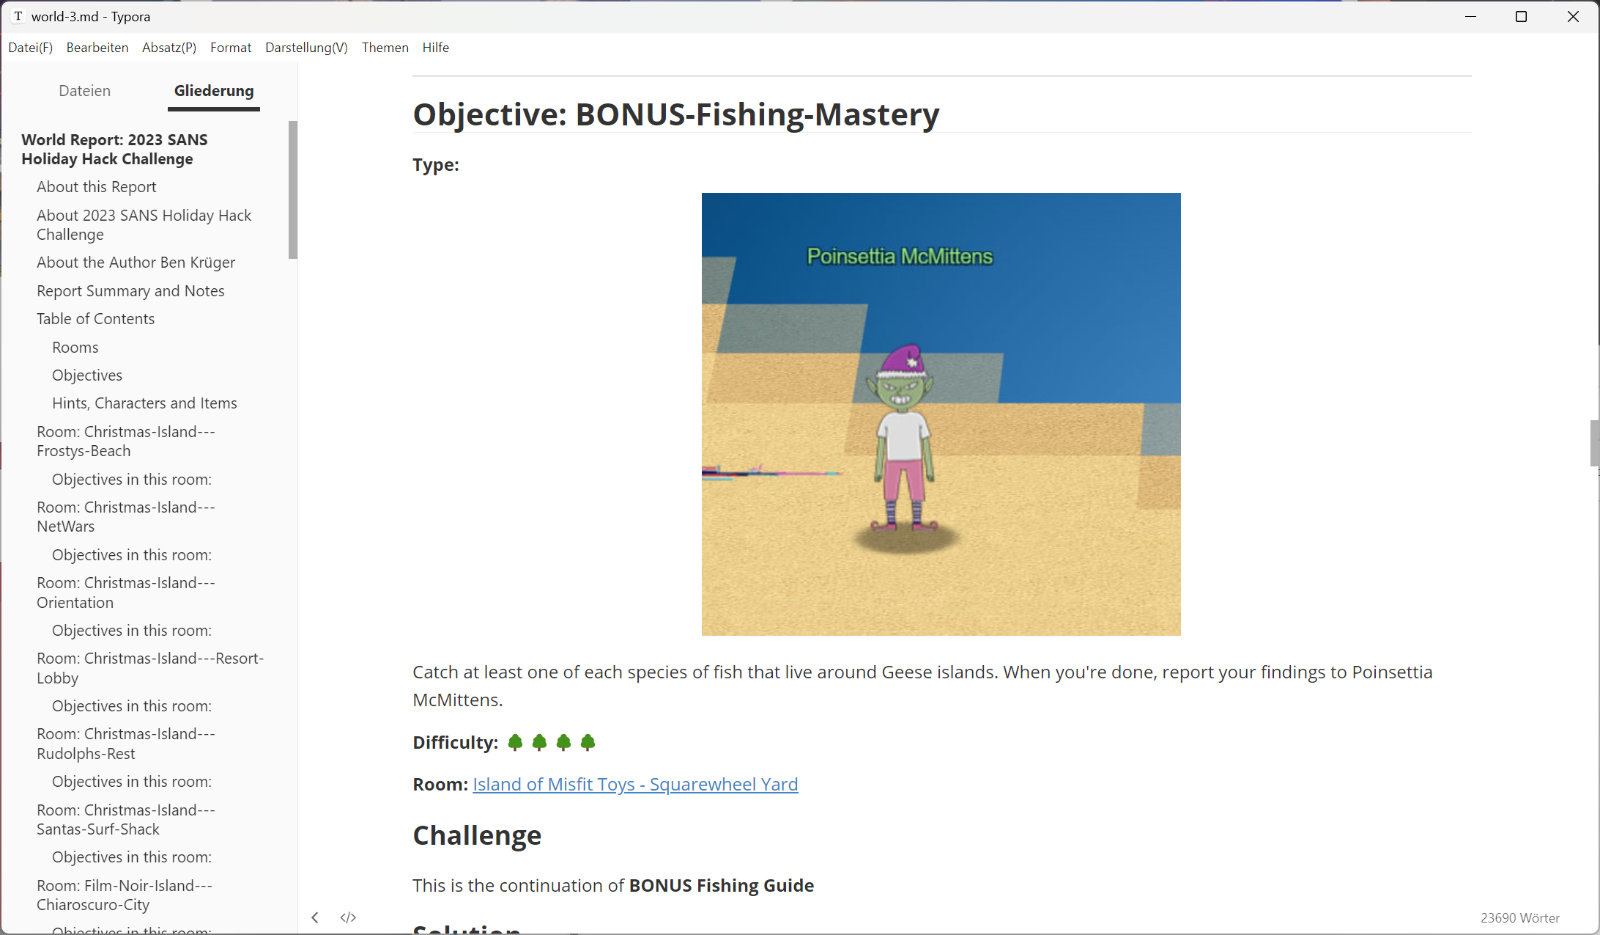 T world-3.md - Typora
Datei(F) Bearbeiten Absatz(P) Format Darstellung(V) Themen Hilfe
Dateien Gliederung
World Report: 2023 SANS
Holiday Hack Challenge
About this Report
About 2023 SANS Holiday Hack
Challenge
About the Author Ben Krüger
Report Summary and Notes
Table of Contents
Rooms
Objectives
Hints, Characters and Items
Room: Christmas-Island---
Frostys-Beach
Objectives in this room:
Room: Christmas-Island---
NetWars
Objectives in this room:
Room: Christmas-Island---
Orientation
Objectives in this room:
Room: Christmas-Island---Resort-
Lobby
Objectives in this room:
Room: Christmas-Island---
Rudolphs-Rest
Objectives in this room:
Room: Christmas-Island---
Santas-Surf-Shack
Objectives in this room:
Room: Film-Noir-Island---
Chiaroscuro-City
Objectives in this room:
Objective: BONUS-Fishing-Mastery
Type:
Poinsettia McMittens
Catch at least one of each species of fish that live around Geese islands. When you're done, report your findings to Poinsettia
McMittens.
Difficulty:
Room: Island of Misfit Toys - Squarewheel Yard
Challenge
This is the continuation of BONUS Fishing Guide
Solution
</> 23690 Wörter